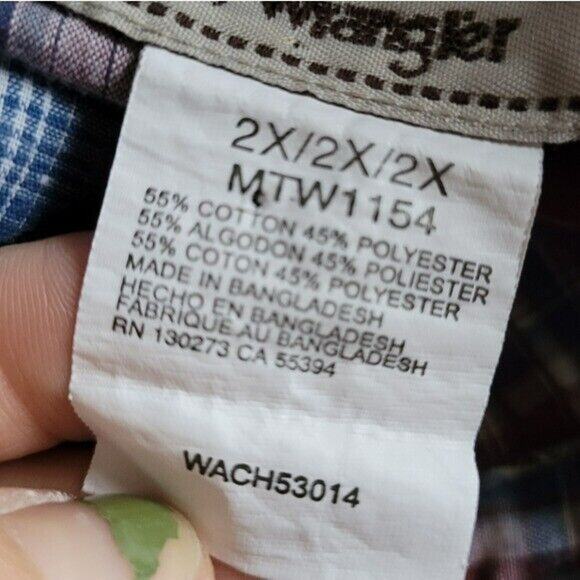 Wrangler
2X/2X/2X
MTW1154
55% COTTON 45% POLYESTER
55% ALGODON 45% POLIESTER
55% COTON 45% POLYESTER
MADE IN BANGLADESH
HECHO EN BANGLADESH
FABRIQUE AU BANGLADESH
RN 130273 CA 55394
WACH53014